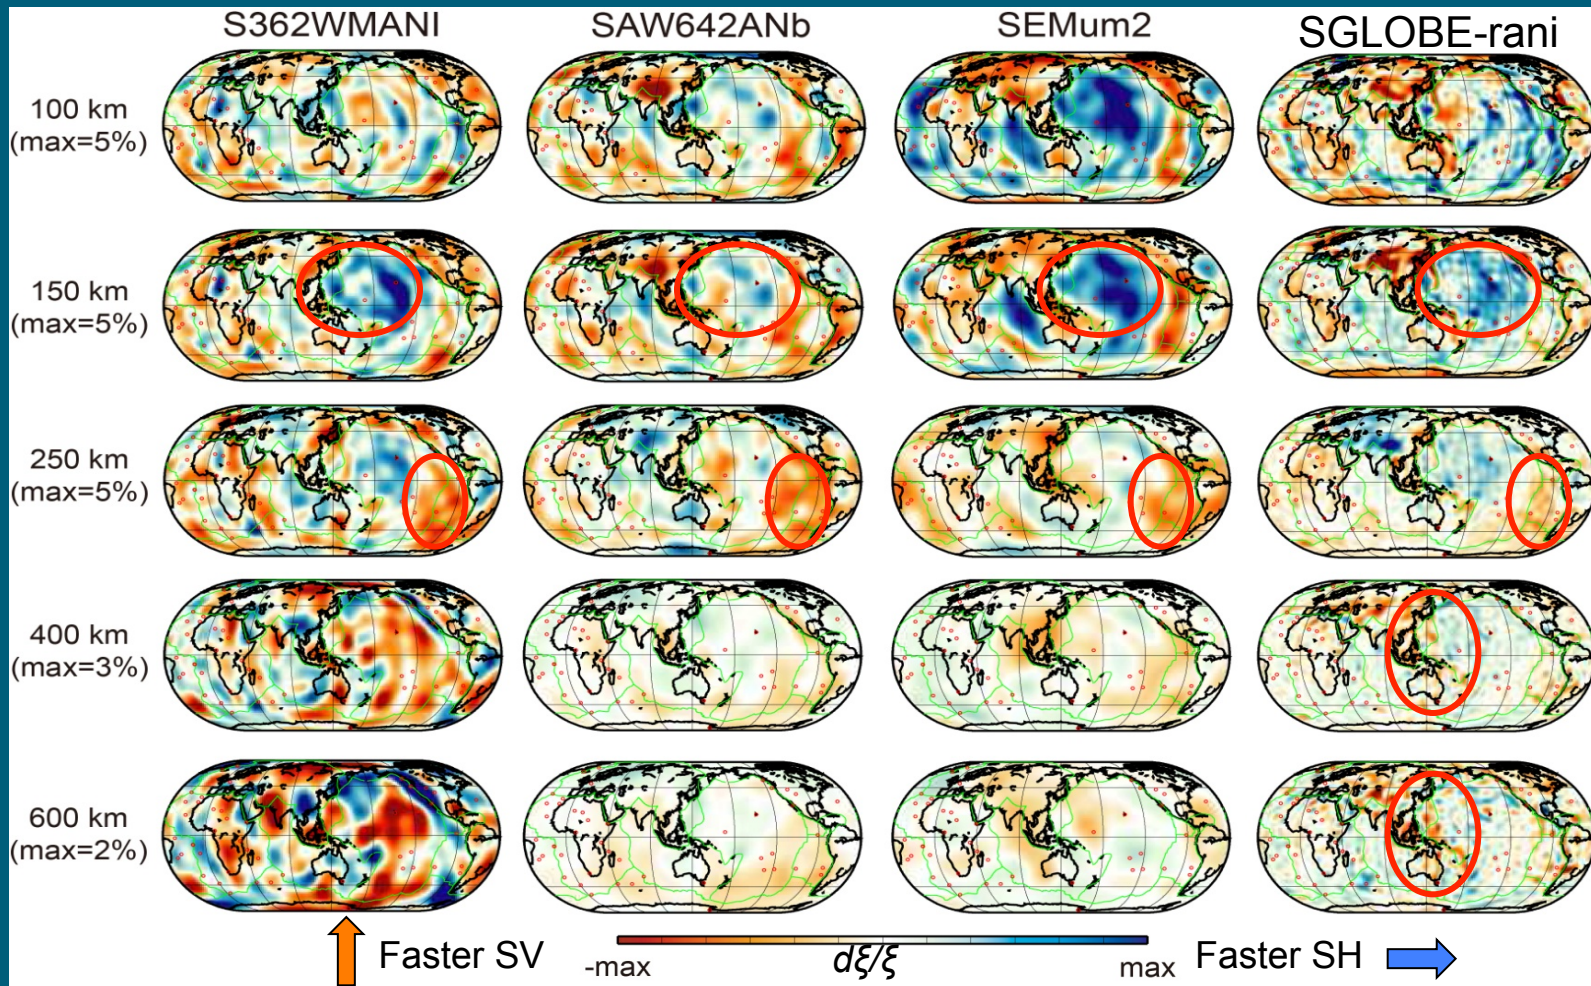 S362WMANI SAW642ANb SEMum2 SGLOBE-rani
100 km
(max=5%)
150 km
(max=5%)
250 km
(max=5%)
400 km
(max=3%)
600 km
(max=2%)
Faster SV -max dξ/ξ max Faster SH